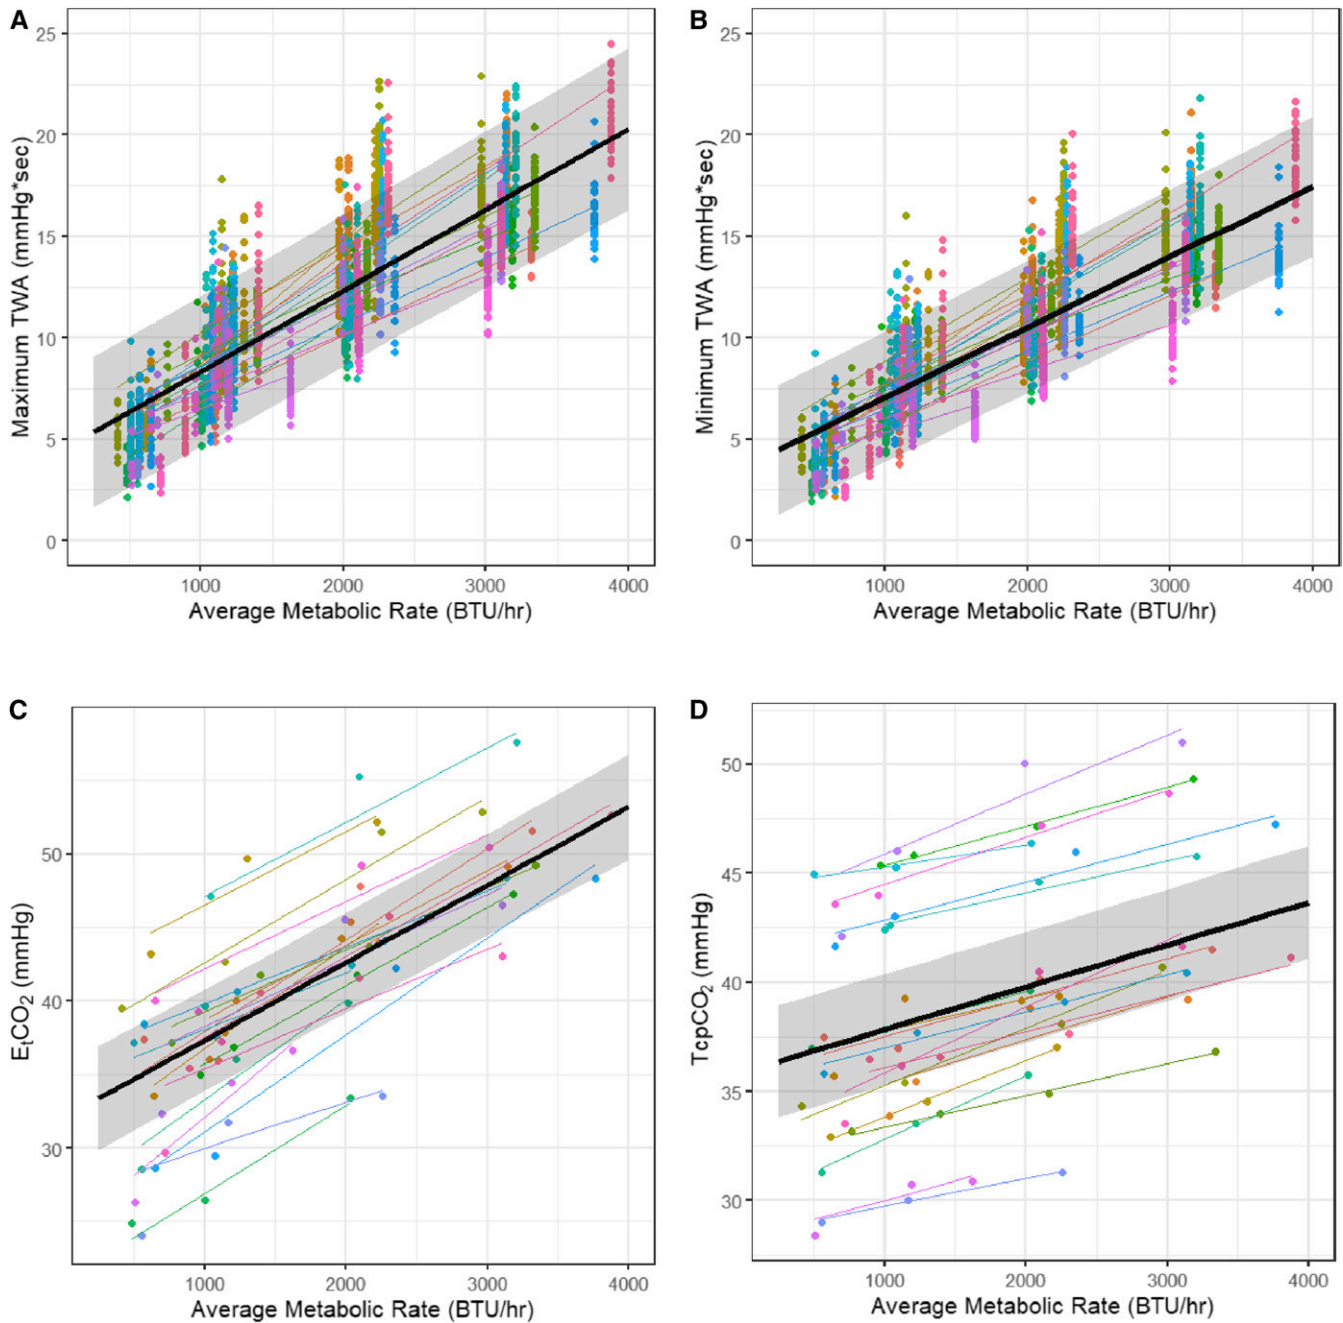 A
25
20
15
10
5
0
Maximum TWA (mmHg*sec)
1000 2000 3000 4000
Average Metabolic Rate (BTU/hr)
B
25
20
15
10
5
0
Minimum TWA (mmHg*sec)
1000 2000 3000 4000
Average Metabolic Rate (BTU/hr)
C
50
40
30
EtCO2 (mmHg)
1000 2000 3000 4000
Average Metabolic Rate (BTU/hr)
D
50
45
40
35
30
TcpCO2 (mmHg)
1000 2000 3000 4000
Average Metabolic Rate (BTU/hr)